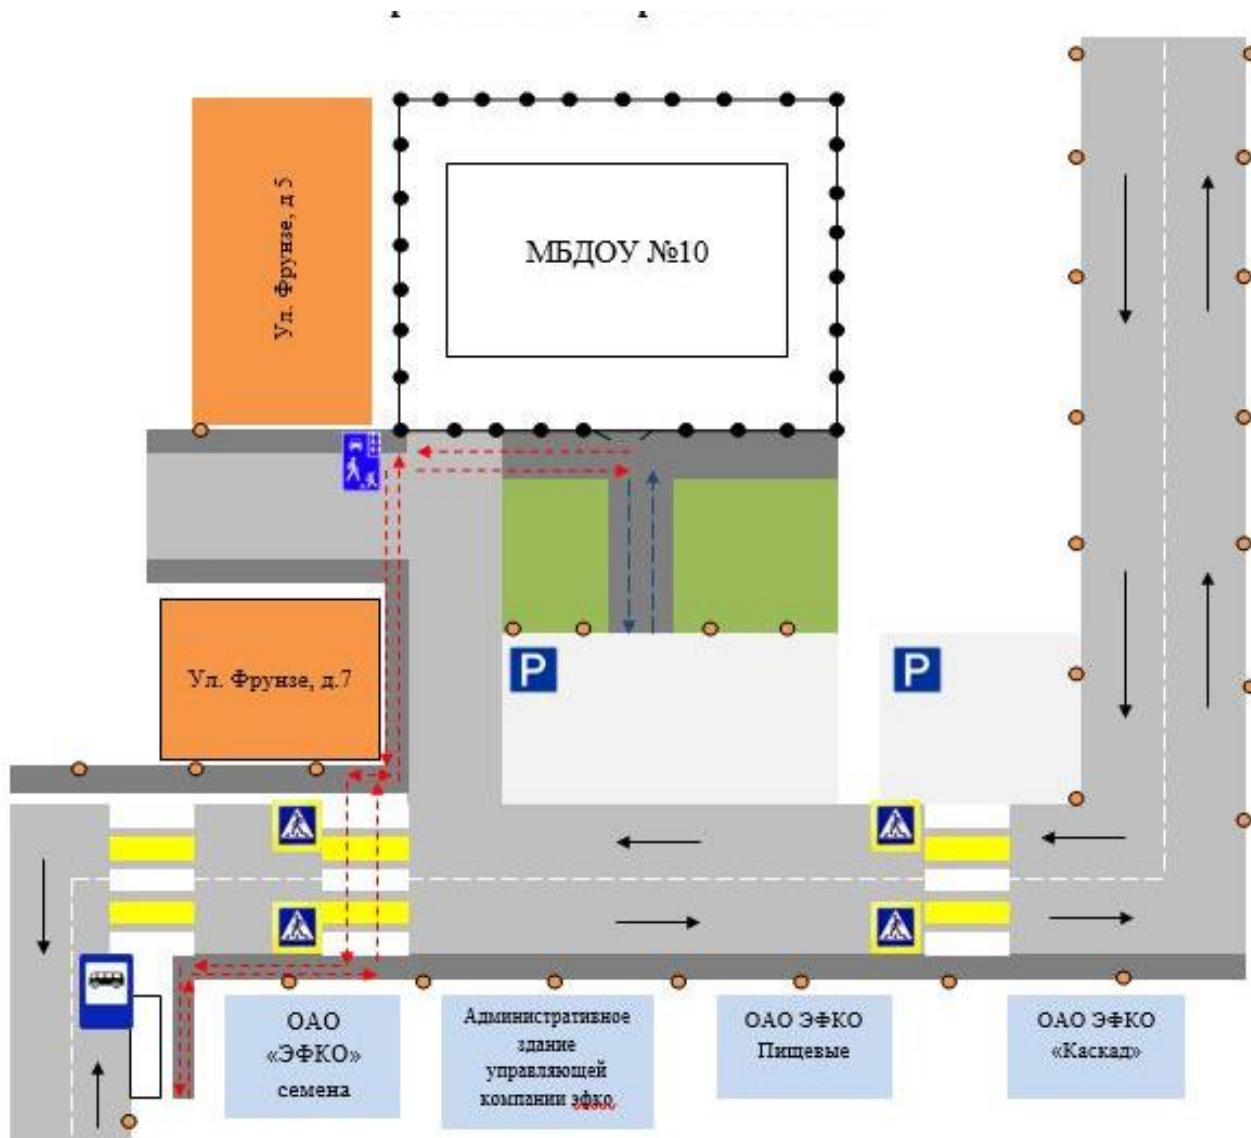 Ул. Фрунзе, д 5
МБДОУ №10
Ул. Фрунзе, д.7
P
P
ОАО
«ЭФКО»
семена
Административное
здание
управляющей
компании эфко
ОАО ЭФКО
Пищевые
ОАО ЭФКО
«Каскад»